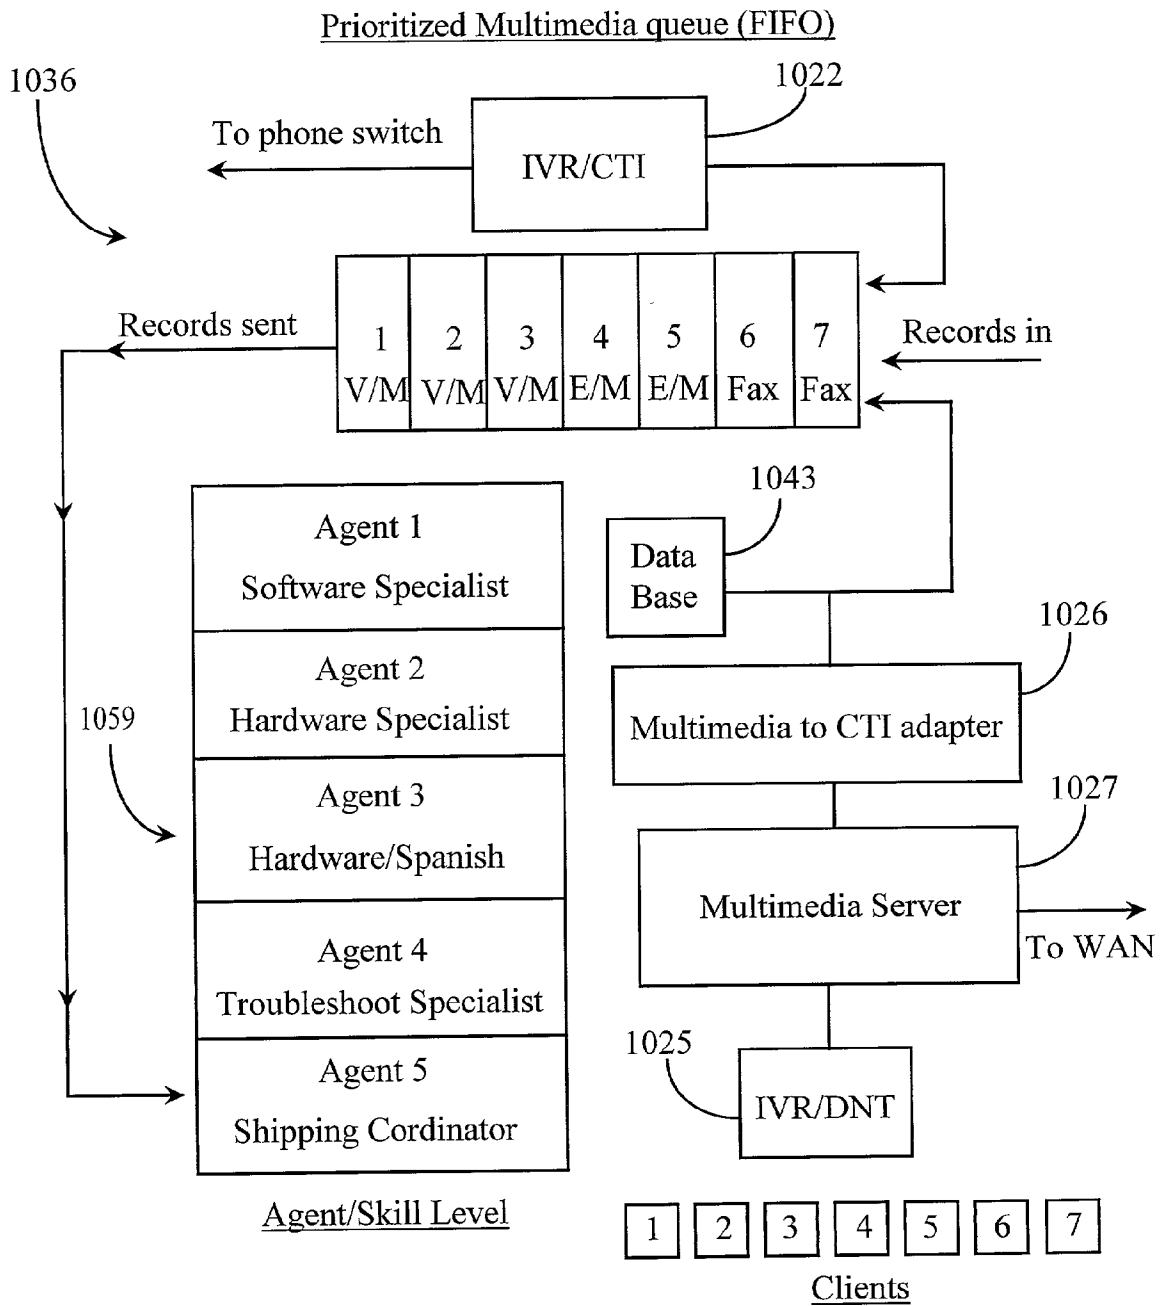 Prioritized Multimedia queue (FIFO)
1036
1022
To phone switch
IVR/CTI
Records sent
1 2 3 4 5 6 7
V/M V/M V/M E/M E/M Fax Fax
Records in
1043
Data
Base
Agent 1
Software Specialist
1026
Agent 2
Hardware Specialist
1059
Multimedia to CTI adapter
1027
Agent 3
Hardware/Spanish
Multimedia Server
To WAN
Agent 4
Troubleshoot Specialist
1025
Agent 5
Shipping Cordinator
IVR/DNT
Agent/Skill Level
1 2 3 4 5 6 7
Clients